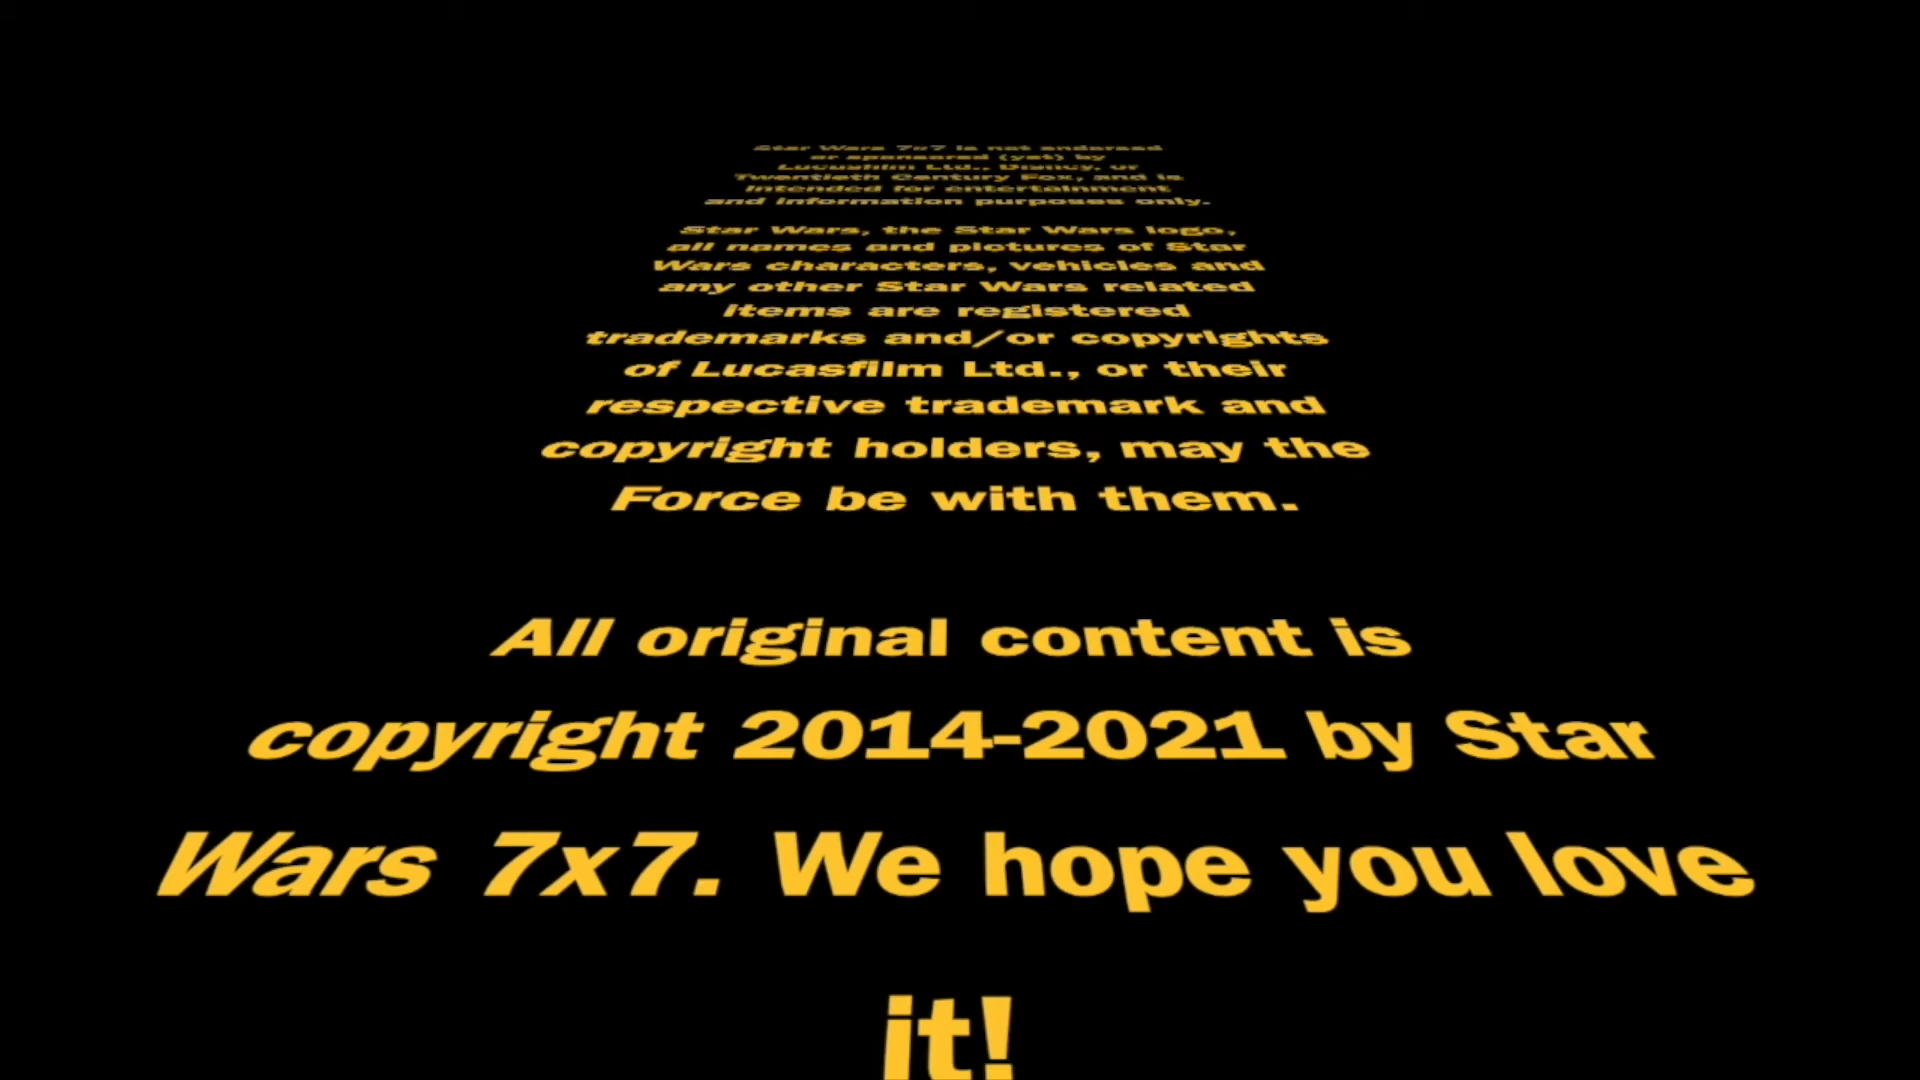 Star Wars 7x7 is not endorsed
or sponsored (yet) by
Lucasfilm Ltd., Disney, or
Twentieth Century Fox, and is
intended for entertainment
and information purposes only.
Star Wars, the Star Wars logo,
all names and pictures of Star
Wars characters, vehicles and
any other Star Wars related
items are registered
trademarks and/or copyrights
of Lucasfilm Ltd., or their
respective trademark and
copyright holders, may the
Force be with them.
All original content is
copyright 2014-2021 by Star
Wars 7x7. We hope you love
it!